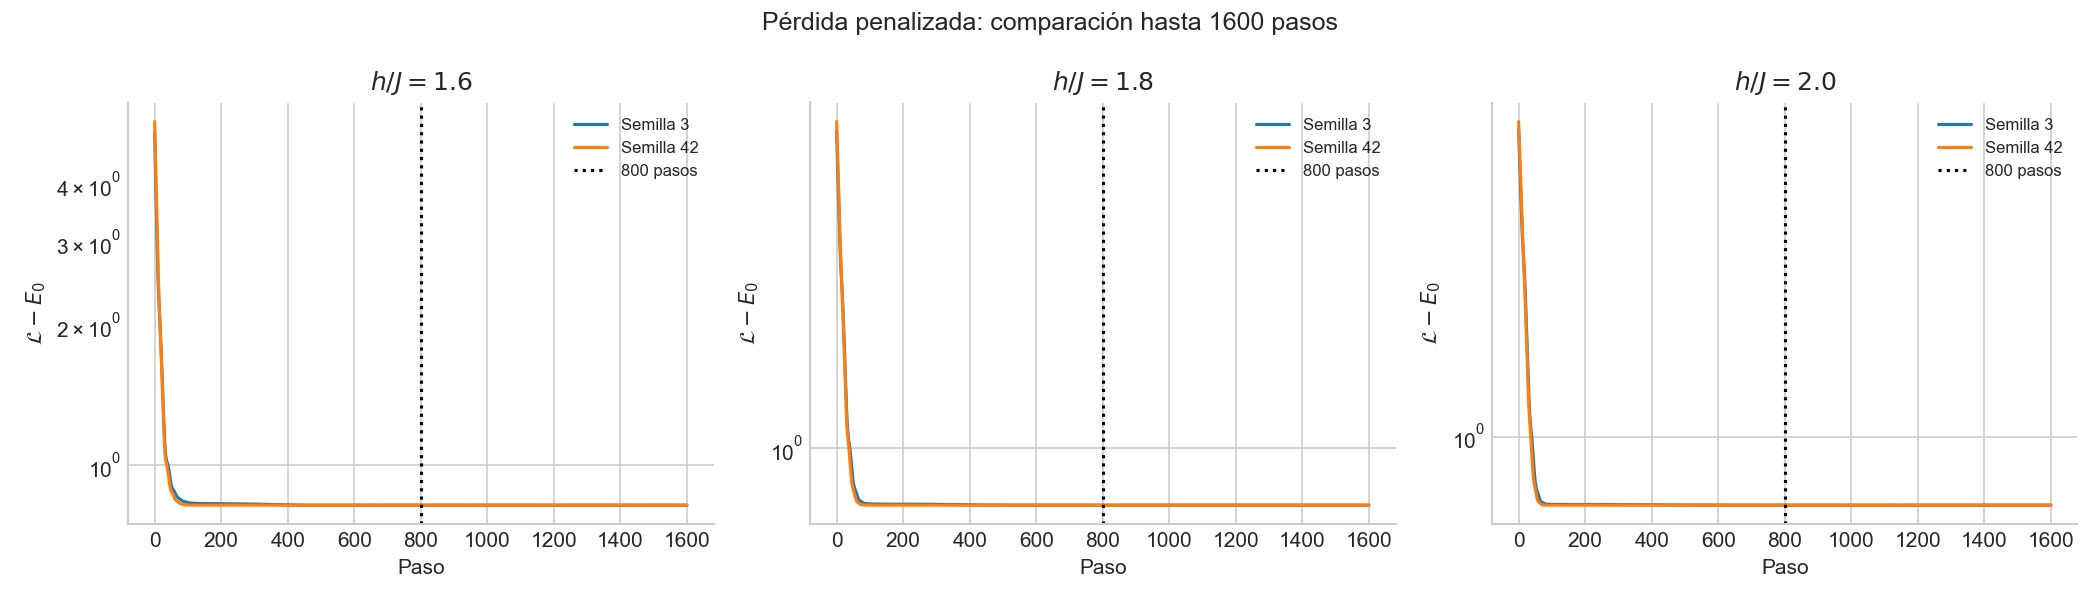 Pérdida penalizada: comparación hasta 1600 pasos
h/J = 1.6
4 × 10⁰
3 × 10⁰
2 × 10⁰
10⁰
ℒ − E₀
Semilla 3
Semilla 42
800 pasos
0 200 400 600 800 1000 1200 1400 1600
Paso
h/J = 1.8
10⁰
ℒ − E₀
Semilla 3
Semilla 42
800 pasos
0 200 400 600 800 1000 1200 1400 1600
Paso
h/J = 2.0
10⁰
ℒ − E₀
Semilla 3
Semilla 42
800 pasos
0 200 400 600 800 1000 1200 1400 1600
Paso